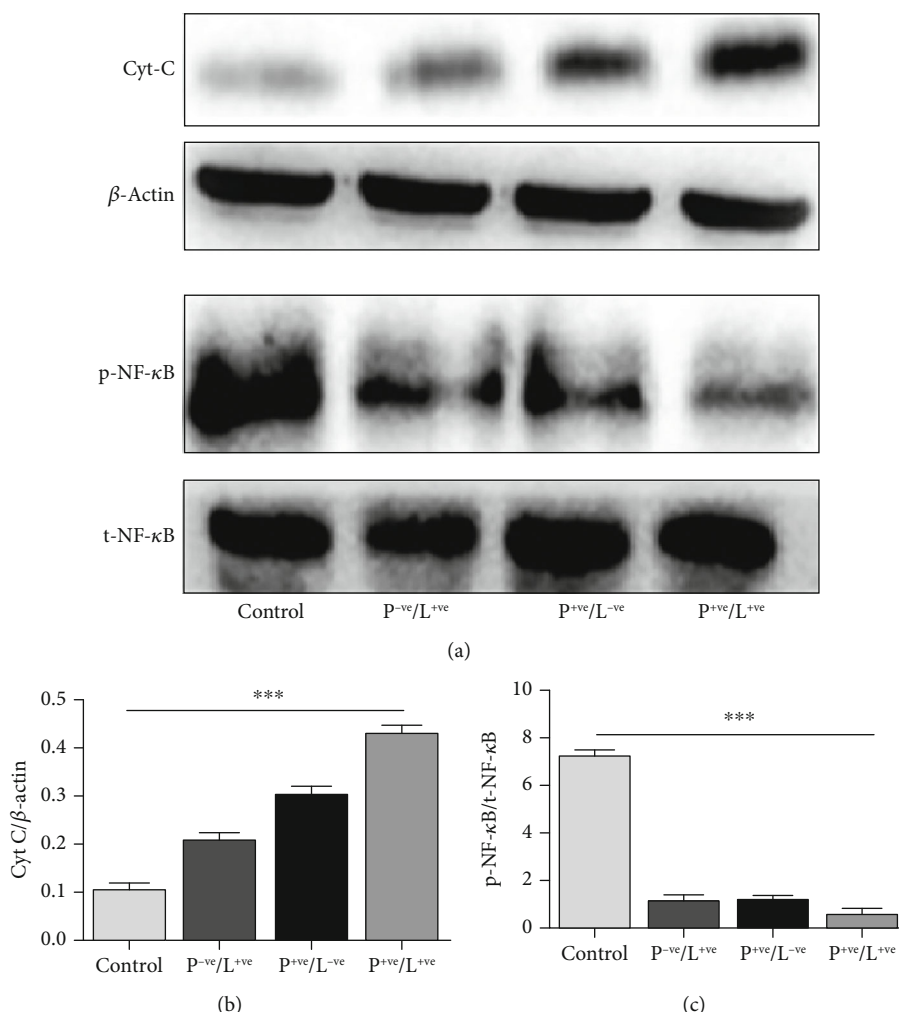 Cyt-C
β-Actin
p-NF-κB
t-NF-κB
Control P⁻ᵛᵉ/L⁺ᵛᵉ P⁺ᵛᵉ/L⁻ᵛᵉ P⁺ᵛᵉ/L⁺ᵛᵉ
(a)
0.5
0.4
0.3
0.2
0.1
0.0
Cyt C/β-actin
***
Control P⁻ᵛᵉ/L⁺ᵛᵉ P⁺ᵛᵉ/L⁻ᵛᵉ P⁺ᵛᵉ/L⁺ᵛᵉ
(b)
10
8
6
4
2
0
p-NF-κB/t-NF-κB
***
Control P⁻ᵛᵉ/L⁺ᵛᵉ P⁺ᵛᵉ/L⁻ᵛᵉ P⁺ᵛᵉ/L⁺ᵛᵉ
(c)